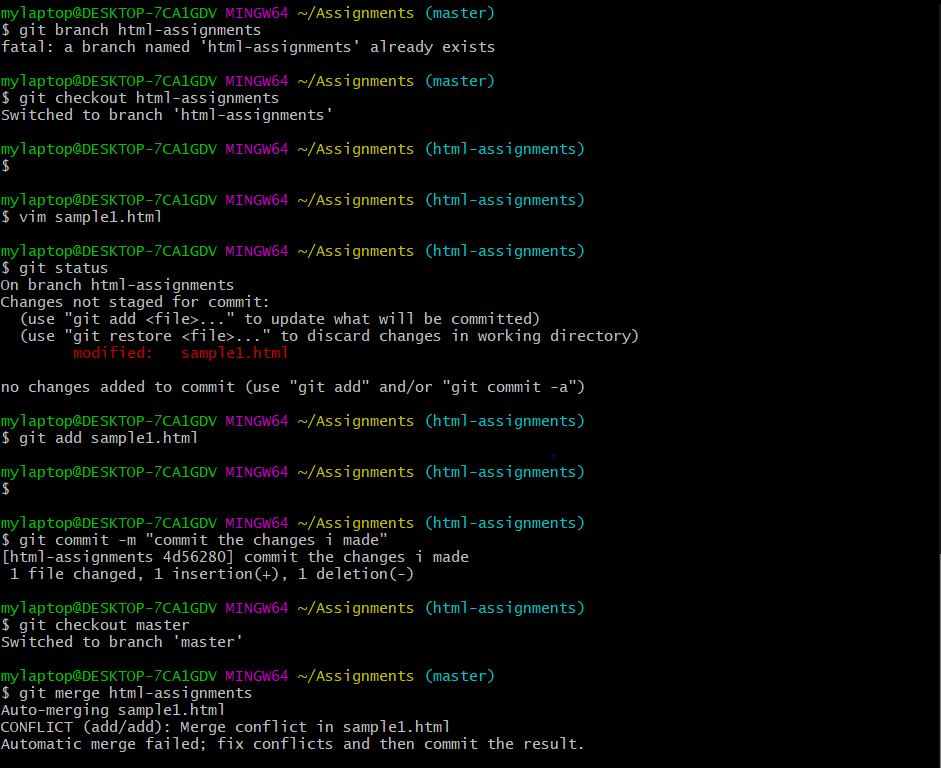 mylaptop@DESKTOP-7CA1GDV MINGW64 ~/Assignments (master)
$ git branch html-assignments
fatal: a branch named 'html-assignments' already exists
mylaptop@DESKTOP-7CA1GDV MINGW64 ~/Assignments (master)
$ git checkout html-assignments
Switched to branch 'html-assignments'
mylaptop@DESKTOP-7CA1GDV MINGW64 ~/Assignments (html-assignments)
$
mylaptop@DESKTOP-7CA1GDV MINGW64 ~/Assignments (html-assignments)
$ vim sample1.html
mylaptop@DESKTOP-7CA1GDV MINGW64 ~/Assignments (html-assignments)
$ git status
On branch html-assignments
Changes not staged for commit:
  (use "git add <file>..." to update what will be committed)
  (use "git restore <file>..." to discard changes in working directory)
        modified:   sample1.html
no changes added to commit (use "git add" and/or "git commit -a")
mylaptop@DESKTOP-7CA1GDV MINGW64 ~/Assignments (html-assignments)
$ git add sample1.html
mylaptop@DESKTOP-7CA1GDV MINGW64 ~/Assignments (html-assignments)
$
mylaptop@DESKTOP-7CA1GDV MINGW64 ~/Assignments (html-assignments)
$ git commit -m "commit the changes i made"
[html-assignments 4d56280] commit the changes i made
 1 file changed, 1 insertion(+), 1 deletion(-)
mylaptop@DESKTOP-7CA1GDV MINGW64 ~/Assignments (html-assignments)
$ git checkout master
Switched to branch 'master'
mylaptop@DESKTOP-7CA1GDV MINGW64 ~/Assignments (master)
$ git merge html-assignments
Auto-merging sample1.html
CONFLICT (add/add): Merge conflict in sample1.html
Automatic merge failed; fix conflicts and then commit the result.